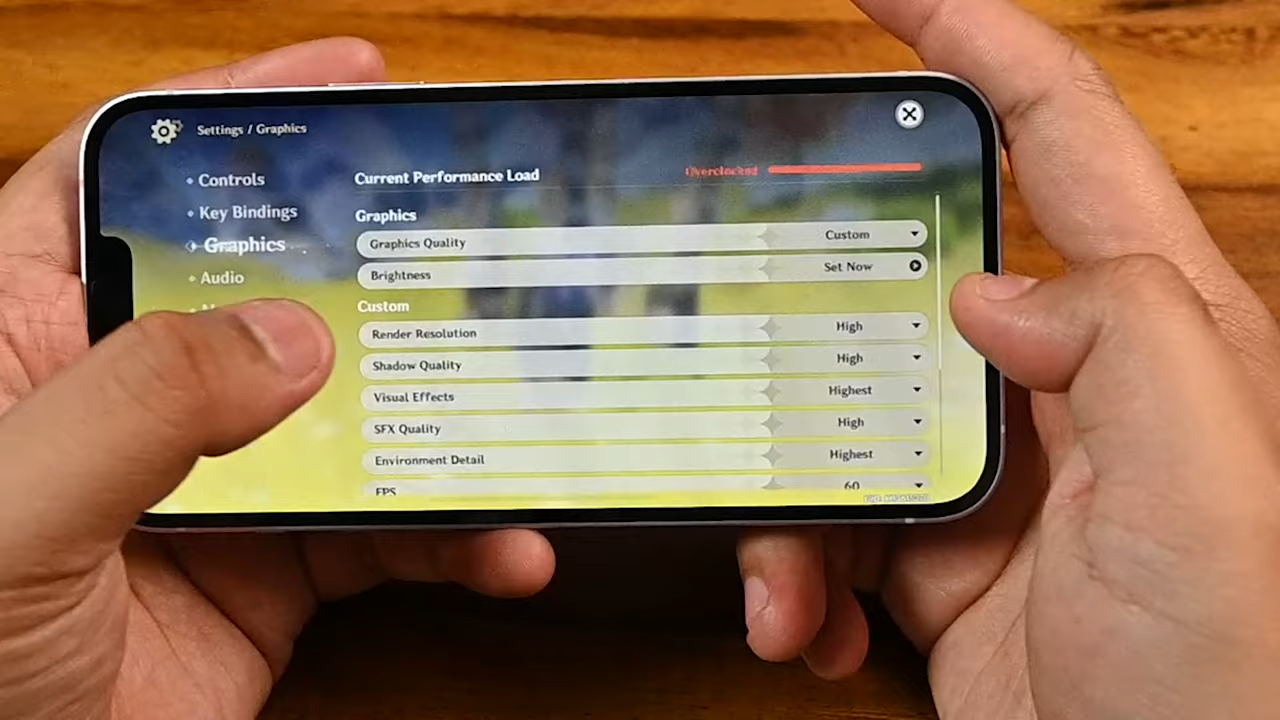 Settings / Graphics
Controls
Key Bindings
Graphics
Audio
Current Performance Load Overclocked
Graphics
Graphics Quality Custom
Brightness Set Now
Custom
Render Resolution High
Shadow Quality High
Visual Effects Highest
SFX Quality High
Environment Detail Highest
FPS 60